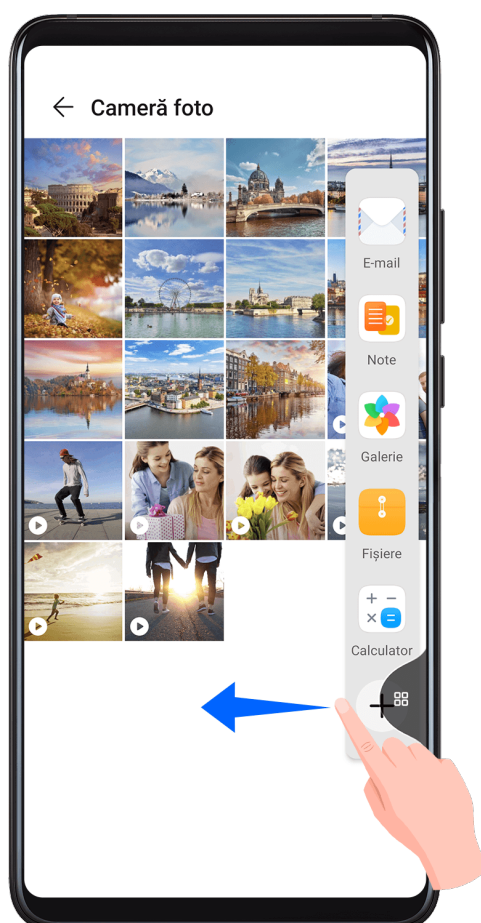 Cameră foto
E-mail
Note
Galerie
Fișiere
Calculator